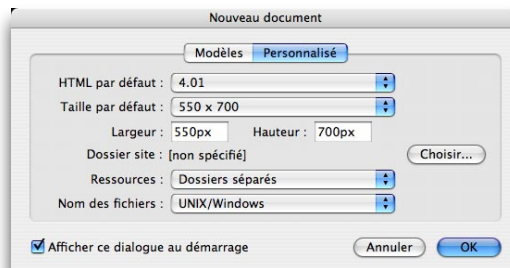 Nouveau document
Modèles Personnalisé
HTML par défaut : 4.01
Taille par défaut : 550 x 700
Largeur : 550px Hauteur : 700px
Dossier site : [non spécifié] Choisir...
Ressources : Dossiers séparés
Nom des fichiers : UNIX/Windows
Afficher ce dialogue au démarrage Annuler OK